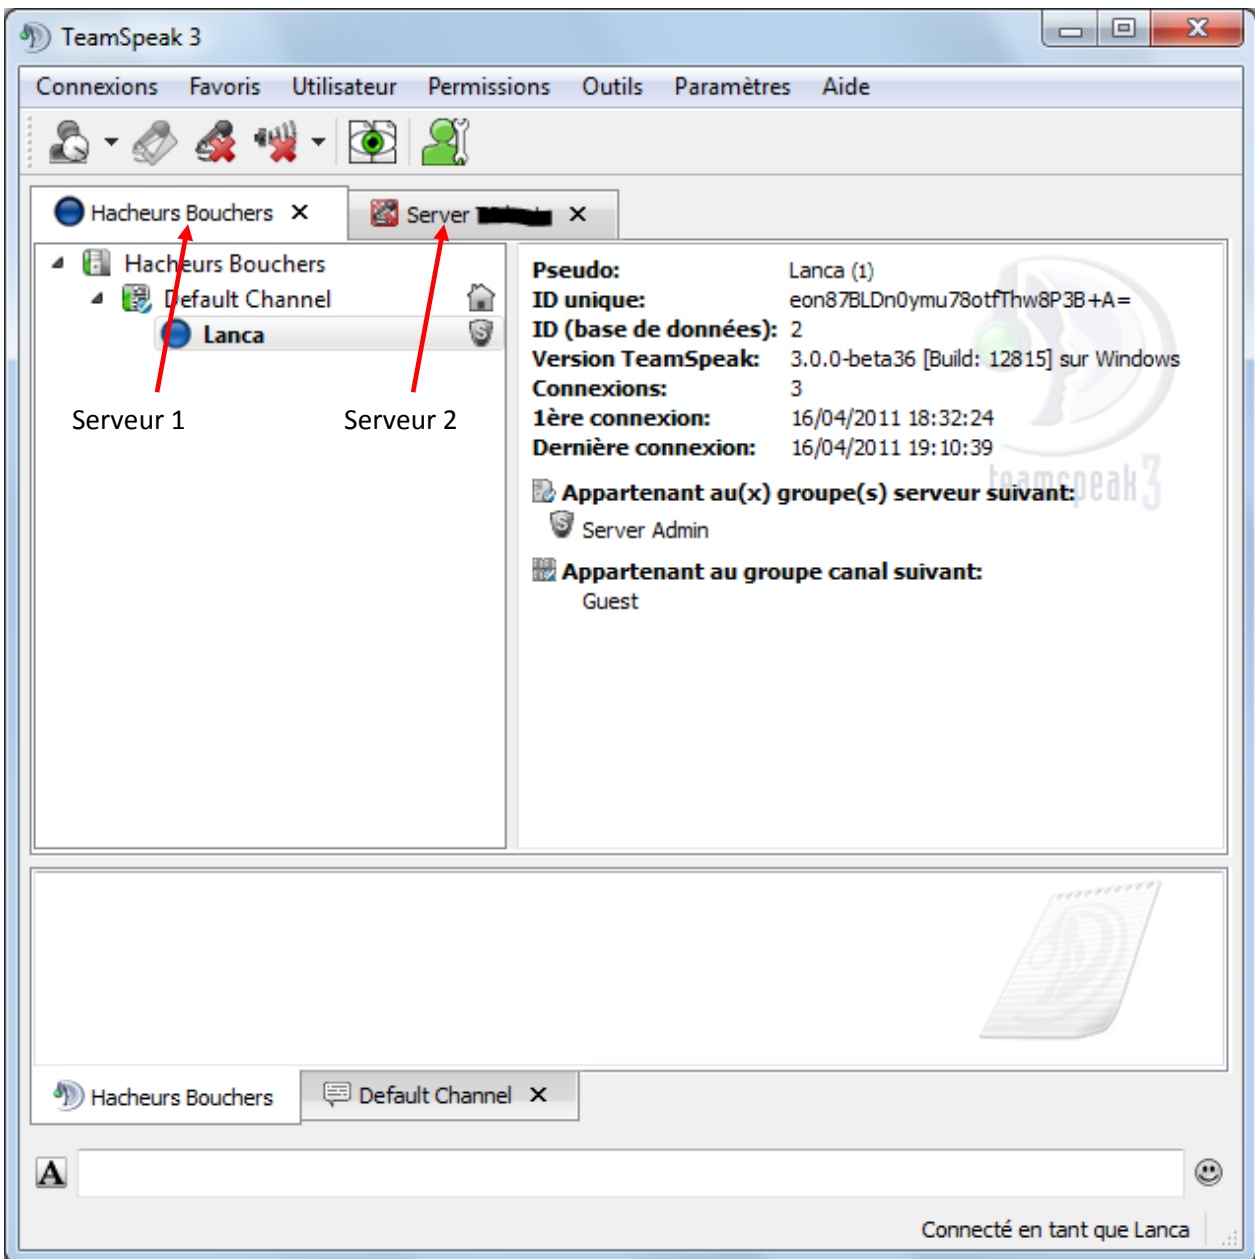 TeamSpeak 3
Connexions Favoris Utilisateur Permissions Outils Paramètres Aide
Hacheurs Bouchers
Server
Hacheurs Bouchers
Default Channel
Lanca
Serveur 1
Serveur 2
Pseudo: Lanca (1)
ID unique: eon87BLDn0ymu78otfThw8P3B+A=
ID (base de données): 2
Version TeamSpeak: 3.0.0-beta36 [Build: 12815] sur Windows
Connexions: 3
1ère connexion: 16/04/2011 18:32:24
Dernière connexion: 16/04/2011 19:10:39
teamspeak 3
Appartenant au(x) groupe(s) serveur suivant:
Server Admin
Appartenant au groupe canal suivant:
Guest
Hacheurs Bouchers
Default Channel
A
Connecté en tant que Lanca